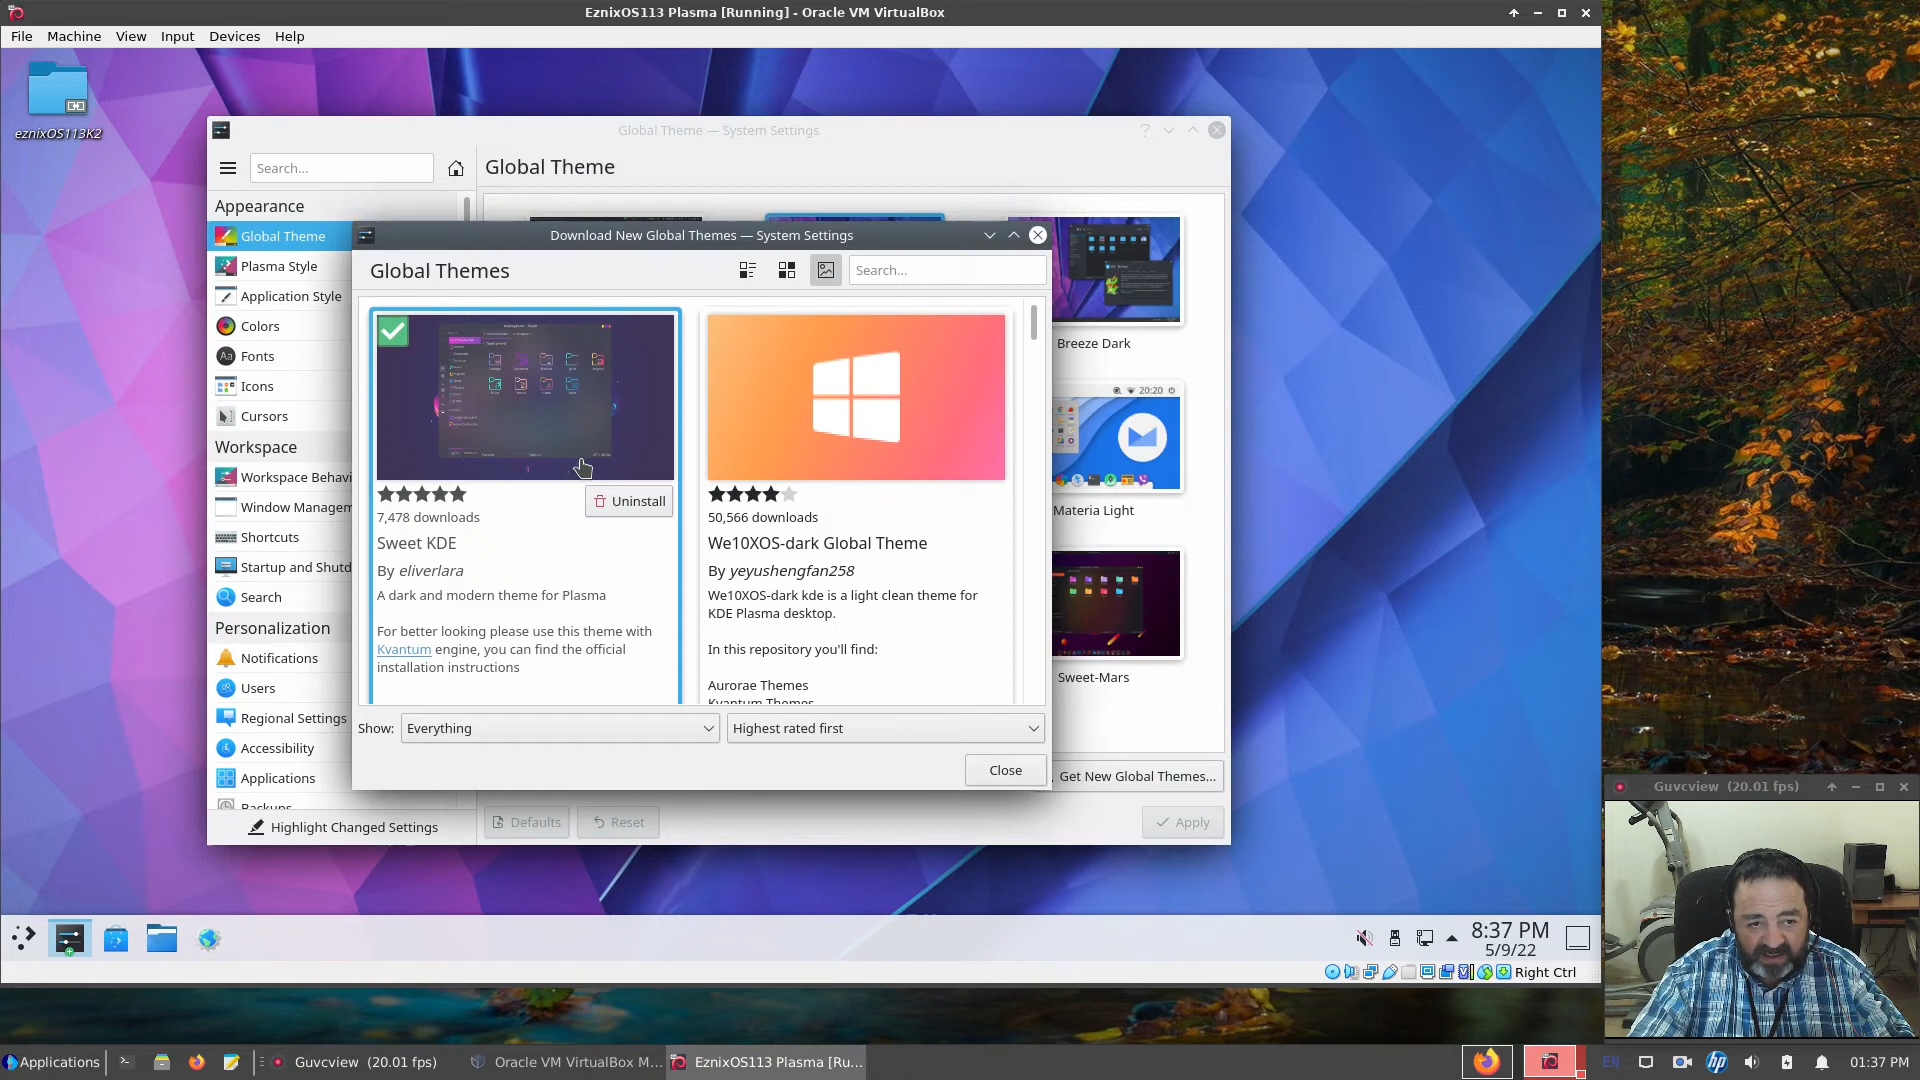 EznixOS113 Plasma [Running] - Oracle VM VirtualBox
File Machine View Input Devices Help
eznixOS113K2
Global Theme — System Settings
Search...
Global Theme
Appearance
Global Theme
Plasma Style
Application Style
Colors
Fonts
Icons
Cursors
Workspace
Workspace Behavi
Window Managem
Shortcuts
Startup and Shutd
Search
Personalization
Notifications
Users
Regional Settings
Accessibility
Applications
Backups
Highlight Changed Settings
Download New Global Themes — System Settings
Global Themes
Search...
7,478 downloads
Uninstall
Sweet KDE
By eliverlara
A dark and modern theme for Plasma
For better looking please use this theme with
Kvantum engine, you can find the official
installation instructions
50,566 downloads
We10XOS-dark Global Theme
By yeyushengfan258
We10XOS-dark kde is a light clean theme for
KDE Plasma desktop.
In this repository you'll find:
Aurorae Themes
Kvantum Themes
Show: Everything
Highest rated first
Close
Breeze Dark
20:20
Materia Light
Sweet-Mars
Get New Global Themes...
Defaults
Reset
Apply
8:37 PM
5/9/22
Right Ctrl
Guvcview (20.01 fps)
Applications
Guvcview (20.01 fps)
Oracle VM VirtualBox M...
EznixOS113 Plasma [Ru...
EN
hp
01:37 PM